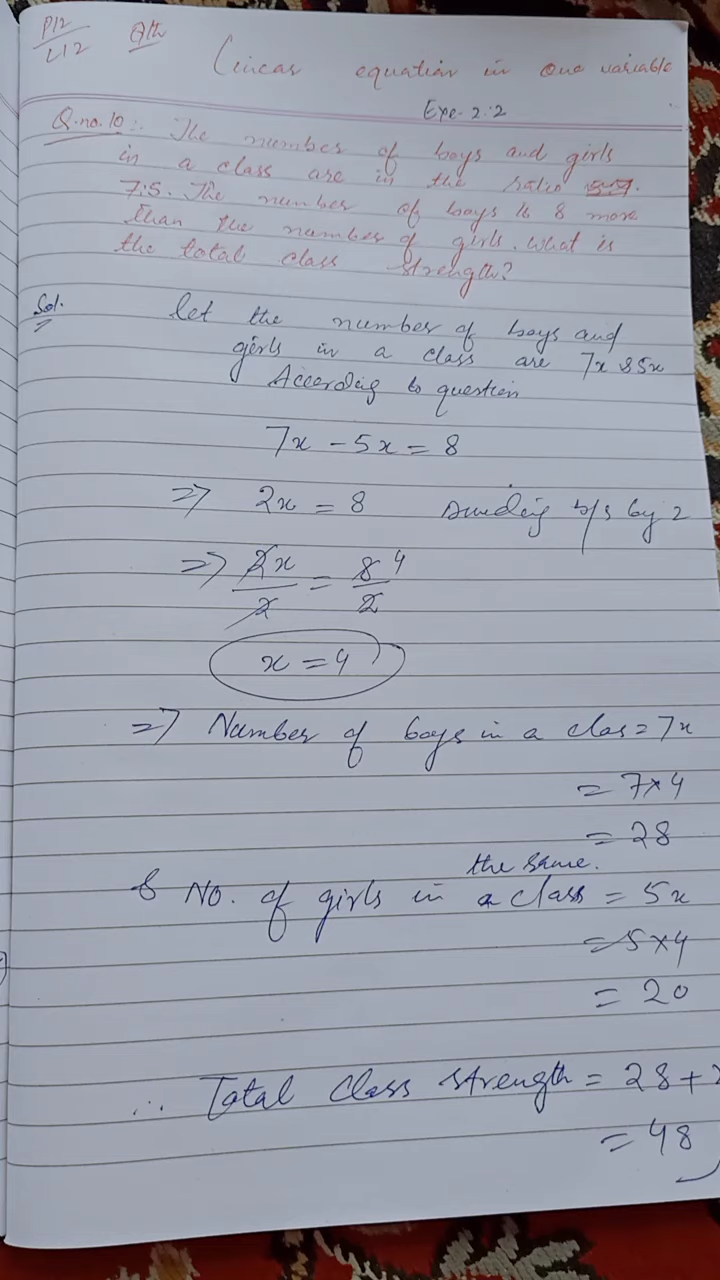 P12
L12
8th
Linear equation in one variable
Exe. 2.2
Q.no. 10:. The number of boys and girls
in a class are in the ratio
7:5. The number of boys is 8 more
than the number of girls. what is
the total class strength?
Sol.
let the number of boys and
girls in a class are 7x & 5x
According to question
7x - 5x = 8
=> 2x = 8 Dividing b/s by 2
=> 2x/2 = 8/2 4
x = 4
=> Number of boys in a clas = 7x
= 7×4
= 28
the same.
& No. of girls in a class = 5x
= 5×4
= 20
∴ Total Class strength = 28 +
= 48